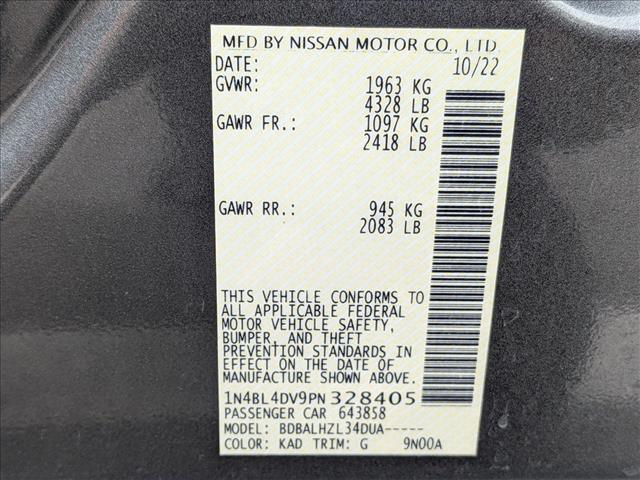 MFD BY NISSAN MOTOR CO., LTD.
DATE: 10/22
GVWR: 1963 KG
4328 LB
GAWR FR.: 1097 KG
2418 LB
GAWR RR.: 945 KG
2083 LB
THIS VEHICLE CONFORMS TO
ALL APPLICABLE FEDERAL
MOTOR VEHICLE SAFETY,
BUMPER, AND THEFT
PREVENTION STANDARDS IN
EFFECT ON THE DATE OF
MANUFACTURE SHOWN ABOVE.
1N4BL4DV9PN 328405
PASSENGER CAR 643858
MODEL: BDBALHZL34DUA-----
COLOR: KAD TRIM: G 9N00A